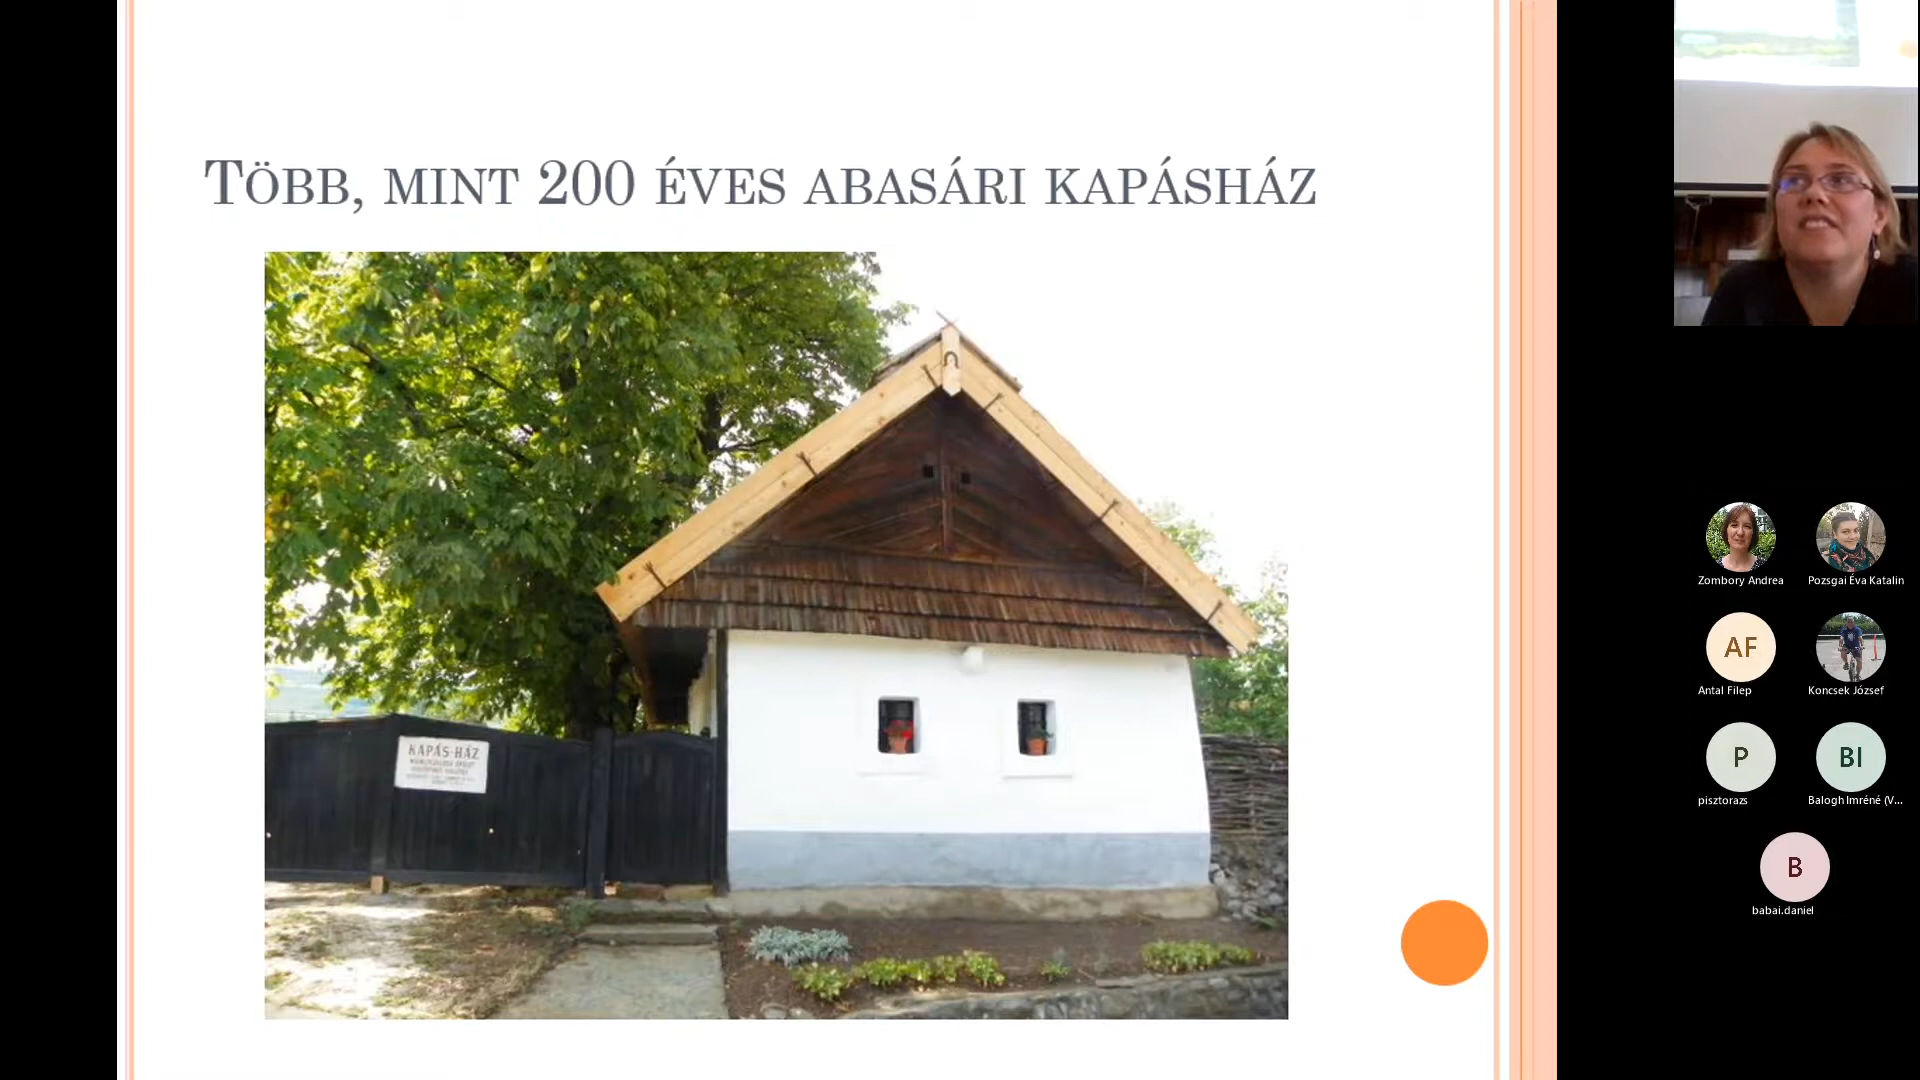 Több, mint 200 éves abasári kapásház
KAPÁS-HÁZ
Zombory Andrea
Pozsgai Éva Katalin
AF
Antal Filep
Koncsek József
P
pisztorazs
BI
Balogh Imréné (V...
B
babai.daniel